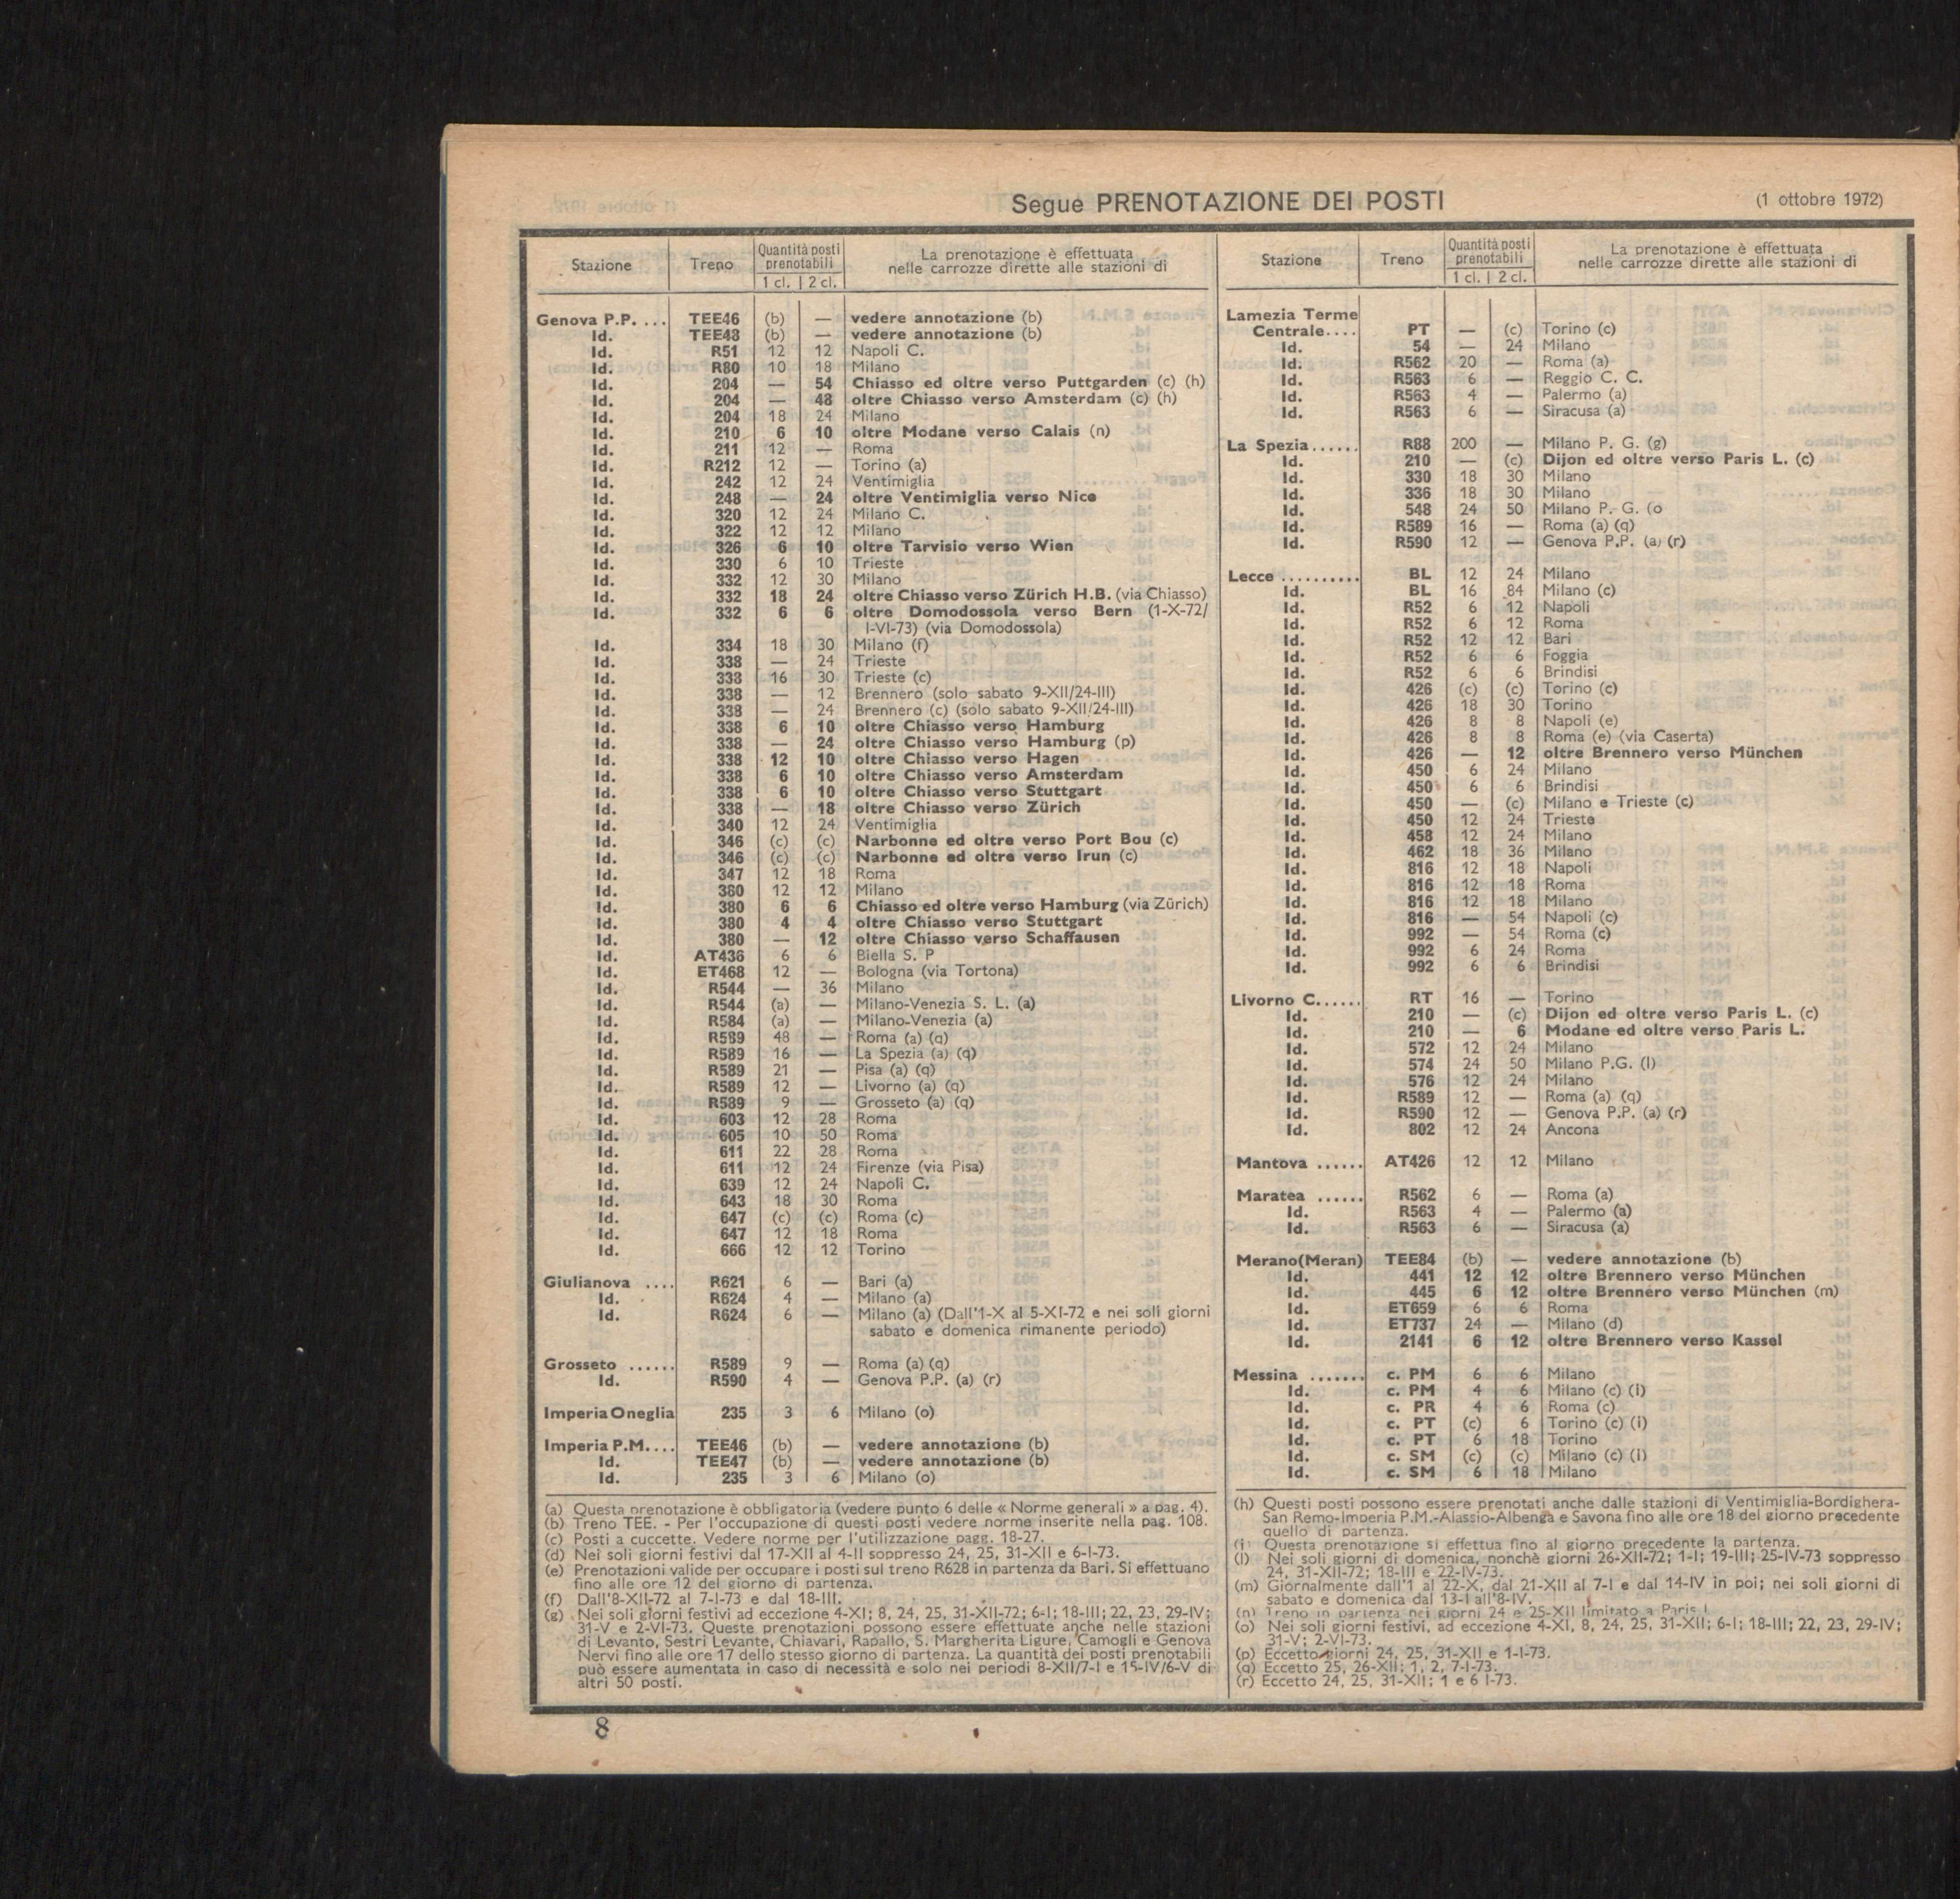 Segue PRENOTAZIONE DEI POSTI
(1 ottobre 1972)
Stazione Treno Quantità posti prenotabili 1 cl. | 2 cl. La prenotazione è effettuata nelle carrozze dirette alle stazioni di
Genova P.P. .... TEE46 (b) — vedere annotazione (b)
Id. TEE48 (b) — vedere annotazione (b)
Id. R51 12 12 Napoli C.
Id. R80 10 18 Milano
Id. 204 — 54 Chiasso ed oltre verso Puttgarden (c) (h)
Id. 204 — 48 oltre Chiasso verso Amsterdam (c) (h)
Id. 204 18 24 Milano
Id. 210 6 10 oltre Modane verso Calais (n)
Id. 211 12 — Roma
Id. R212 12 — Torino (a)
Id. 242 12 24 Ventimiglia
Id. 248 — 24 oltre Ventimiglia verso Nice
Id. 320 12 24 Milano C.
Id. 322 12 12 Milano
Id. 326 6 10 oltre Tarvisio verso Wien
Id. 330 6 10 Trieste
Id. 332 12 30 Milano
Id. 332 18 24 oltre Chiasso verso Zürich H.B. (via Chiasso)
Id. 332 6 6 oltre Domodossola verso Bern (1-X-72/
I-VI-73) (via Domodossola)
Id. 334 18 30 Milano (f)
Id. 338 — 24 Trieste
Id. 338 16 30 Trieste (c)
Id. 338 — 12 Brennero (solo sabato 9-XII/24-III)
Id. 338 — 24 Brennero (c) (solo sabato 9-XII/24-III)
Id. 338 6 10 oltre Chiasso verso Hamburg
Id. 338 — 24 oltre Chiasso verso Hamburg (p)
Id. 338 12 10 oltre Chiasso verso Hagen
Id. 338 6 10 oltre Chiasso verso Amsterdam
Id. 338 6 10 oltre Chiasso verso Stuttgart
Id. 338 — 18 oltre Chiasso verso Zürich
Id. 340 12 24 Ventimiglia
Id. 346 (c) (c) Narbonne ed oltre verso Port Bou (c)
Id. 346 (c) (c) Narbonne ed oltre verso Irun (c)
Id. 347 12 18 Roma
Id. 380 12 12 Milano
Id. 380 6 6 Chiasso ed oltre verso Hamburg (via Zürich)
Id. 380 4 4 oltre Chiasso verso Stuttgart
Id. 380 — 12 oltre Chiasso verso Schaffausen
Id. AT436 6 6 Biella S. P
Id. ET468 12 — Bologna (via Tortona)
Id. R544 — 36 Milano
Id. R544 (a) — Milano-Venezia S. L. (a)
Id. R584 (a) — Milano-Venezia (a)
Id. R589 48 — Roma (a) (q)
Id. R589 16 — La Spezia (a) (q)
Id. R589 21 — Pisa (a) (q)
Id. R589 12 — Livorno (a) (q)
Id. R589 9 — Grosseto (a) (q)
Id. 603 12 28 Roma
Id. 605 10 50 Roma
Id. 611 22 28 Roma
Id. 611 12 24 Firenze (via Pisa)
Id. 639 12 24 Napoli C.
Id. 643 18 30 Roma
Id. 647 (c) (c) Roma (c)
Id. 647 12 18 Roma
Id. 666 12 12 Torino
Giulianova .... R621 6 — Bari (a)
Id. R624 4 — Milano (a)
Id. R624 6 — Milano (a) (Dall'1-X al 5-XI-72 e nei soli giorni
sabato e domenica rimanente periodo)
Grosseto ...... R589 9 — Roma (a) (q)
Id. R590 4 — Genova P.P. (a) (r)
Imperia Oneglia 235 3 6 Milano (o)
Imperia P.M. .... TEE46 (b) — vedere annotazione (b)
Id. TEE47 (b) — vedere annotazione (b)
Id. 235 3 6 Milano (o)
(a) Questa prenotazione è obbligatoria (vedere punto 6 delle « Norme generali » a pag. 4).
(b) Treno TEE. - Per l'occupazione di questi posti vedere norme inserite nella pag. 108.
(c) Posti a cuccette. Vedere norme per l'utilizzazione pagg. 18-27.
(d) Nei soli giorni festivi dal 17-XII al 4-II soppresso 24, 25, 31-XII e 6-I-73.
(e) Prenotazioni valide per occupare i posti sul treno R628 in partenza da Bari. Si effettuano
fino alle ore 12 del giorno di partenza.
(f) Dall'8-XII-72 al 7-I-73 e dal 18-III.
(g) Nei soli giorni festivi ad eccezione 4-XI; 8, 24, 25, 31-XII-72; 6-I; 18-III; 22, 23, 29-IV;
31-V e 2-VI-73. Queste prenotazioni possono essere effettuate anche nelle stazioni
di Levanto, Sestri Levante, Chiavari, Rapallo, S. Margherita Ligure, Camogli e Genova
Nervi fino alle ore 17 dello stesso giorno di partenza. La quantità dei posti prenotabili
può essere aumentata in caso di necessità e solo nei periodi 8-XII/7-I e 15-IV/6-V di
altri 50 posti.
Stazione Treno Quantità posti prenotabili 1 cl. | 2 cl. La prenotazione è effettuata nelle carrozze dirette alle stazioni di
Lamezia Terme
Centrale.... PT — (c) Torino (c)
Id. 54 — 24 Milano
Id. R562 20 — Roma (a)
Id. R563 6 — Reggio C. C.
Id. R563 4 — Palermo (a)
Id. R563 6 — Siracusa (a)
La Spezia...... R88 200 — Milano P. G. (g)
Id. 210 — (c) Dijon ed oltre verso Paris L. (c)
Id. 330 18 30 Milano
Id. 336 18 30 Milano
Id. 548 24 50 Milano P. G. (o
Id. R589 16 — Roma (a) (q)
Id. R590 12 — Genova P.P. (a) (r)
Lecce .......... BL 12 24 Milano
Id. BL 16 84 Milano (c)
Id. R52 6 12 Napoli
Id. R52 6 12 Roma
Id. R52 12 12 Bari
Id. R52 6 6 Foggia
Id. R52 6 6 Brindisi
Id. 426 (c) (c) Torino (c)
Id. 426 18 30 Torino
Id. 426 8 8 Napoli (e)
Id. 426 8 8 Roma (e) (via Caserta)
Id. 426 — 12 oltre Brennero verso München
Id. 450 6 24 Milano
Id. 450 6 6 Brindisi
Id. 450 — (c) Milano e Trieste (c)
Id. 450 12 24 Trieste
Id. 458 12 24 Milano
Id. 462 18 36 Milano
Id. 816 12 18 Napoli
Id. 816 12 18 Roma
Id. 816 12 18 Milano
Id. 816 — 54 Napoli (c)
Id. 992 — 54 Roma (c)
Id. 992 6 24 Roma
Id. 992 6 6 Brindisi
Livorno C...... RT 16 — Torino
Id. 210 — (c) Dijon ed oltre verso Paris L. (c)
Id. 210 — 6 Modane ed oltre verso Paris L.
Id. 572 12 24 Milano
Id. 574 24 50 Milano P.G. (l)
Id. 576 12 24 Milano
Id. R589 12 — Roma (a) (q)
Id. R590 12 — Genova P.P. (a) (r)
Id. 802 12 24 Ancona
Mantova ...... AT426 12 12 Milano
Maratea ...... R562 6 — Roma (a)
Id. R563 4 — Palermo (a)
Id. R563 6 — Siracusa (a)
Merano(Meran) TEE84 (b) — vedere annotazione (b)
Id. 441 12 12 oltre Brennero verso München
Id. 445 6 12 oltre Brennero verso München (m)
Id. ET659 6 6 Roma
Id. ET737 24 — Milano (d)
Id. 2141 6 12 oltre Brennero verso Kassel
Messina ....... c. PM 6 6 Milano
Id. c. PM 4 6 Milano (c) (i)
Id. c. PR 4 6 Roma (c)
Id. c. PT (c) 6 Torino (c) (i)
Id. c. PT 6 18 Torino
Id. c. SM (c) (c) Milano (c) (i)
Id. c. SM 6 18 Milano
(h) Questi posti possono essere prenotati anche dalle stazioni di Ventimiglia-Bordighera-
San Remo-Imperia P.M.-Alassio-Albenga e Savona fino alle ore 18 del giorno precedente
quello di partenza.
(i) Questa prenotazione si effettua fino al giorno precedente la partenza.
(l) Nei soli giorni di domenica, nonchè giorni 26-XII-72; 1-I; 19-III; 25-IV-73 soppresso
24, 31-XII-72; 18-III e 22-IV-73.
(m) Giornalmente dall'1 al 22-X, dal 21-XII al 7-I e dal 14-IV in poi; nei soli giorni di
sabato e domenica dal 13-I all'8-IV.
(n) Treno in partenza nei giorni 24 e 25-XII limitato a Paris L
(o) Nei soli giorni festivi, ad eccezione 4-XI, 8, 24, 25, 31-XII; 6-I; 18-III; 22, 23, 29-IV;
31-V; 2-VI-73.
(p) Eccetto giorni 24, 25, 31-XII e 1-I-73.
(q) Eccetto 25, 26-XII; 1, 2, 7-I-73.
(r) Eccetto 24, 25, 31-XII; 1 e 6 I-73.
8